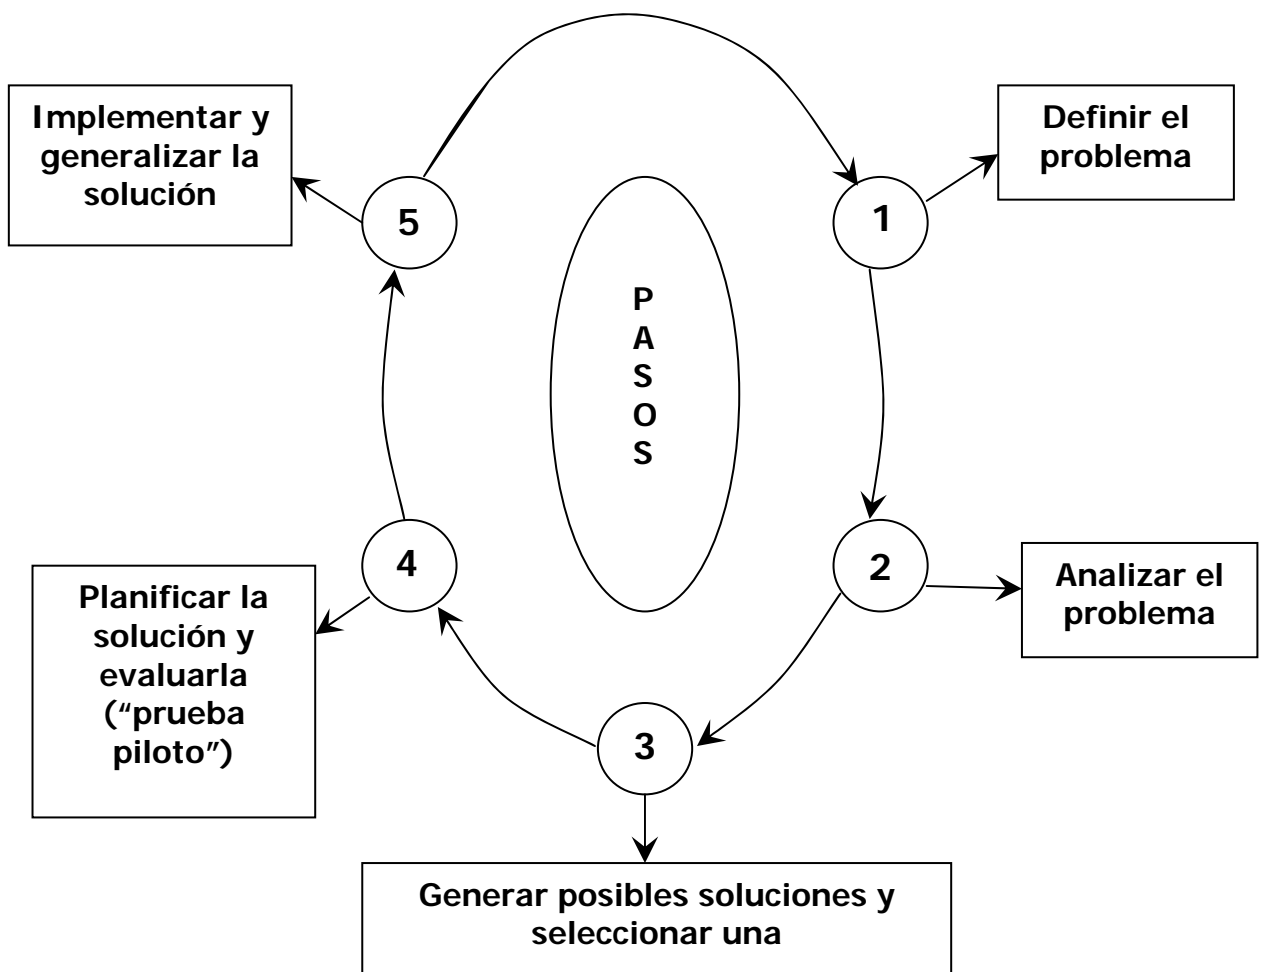 Implementar y
generalizar la
solución
Definir el
problema
5
1
P
A
S
O
S
4
2
Planificar la
solución y
evaluarla
(“prueba
piloto”)
Analizar el
problema
3
Generar posibles soluciones y
seleccionar una